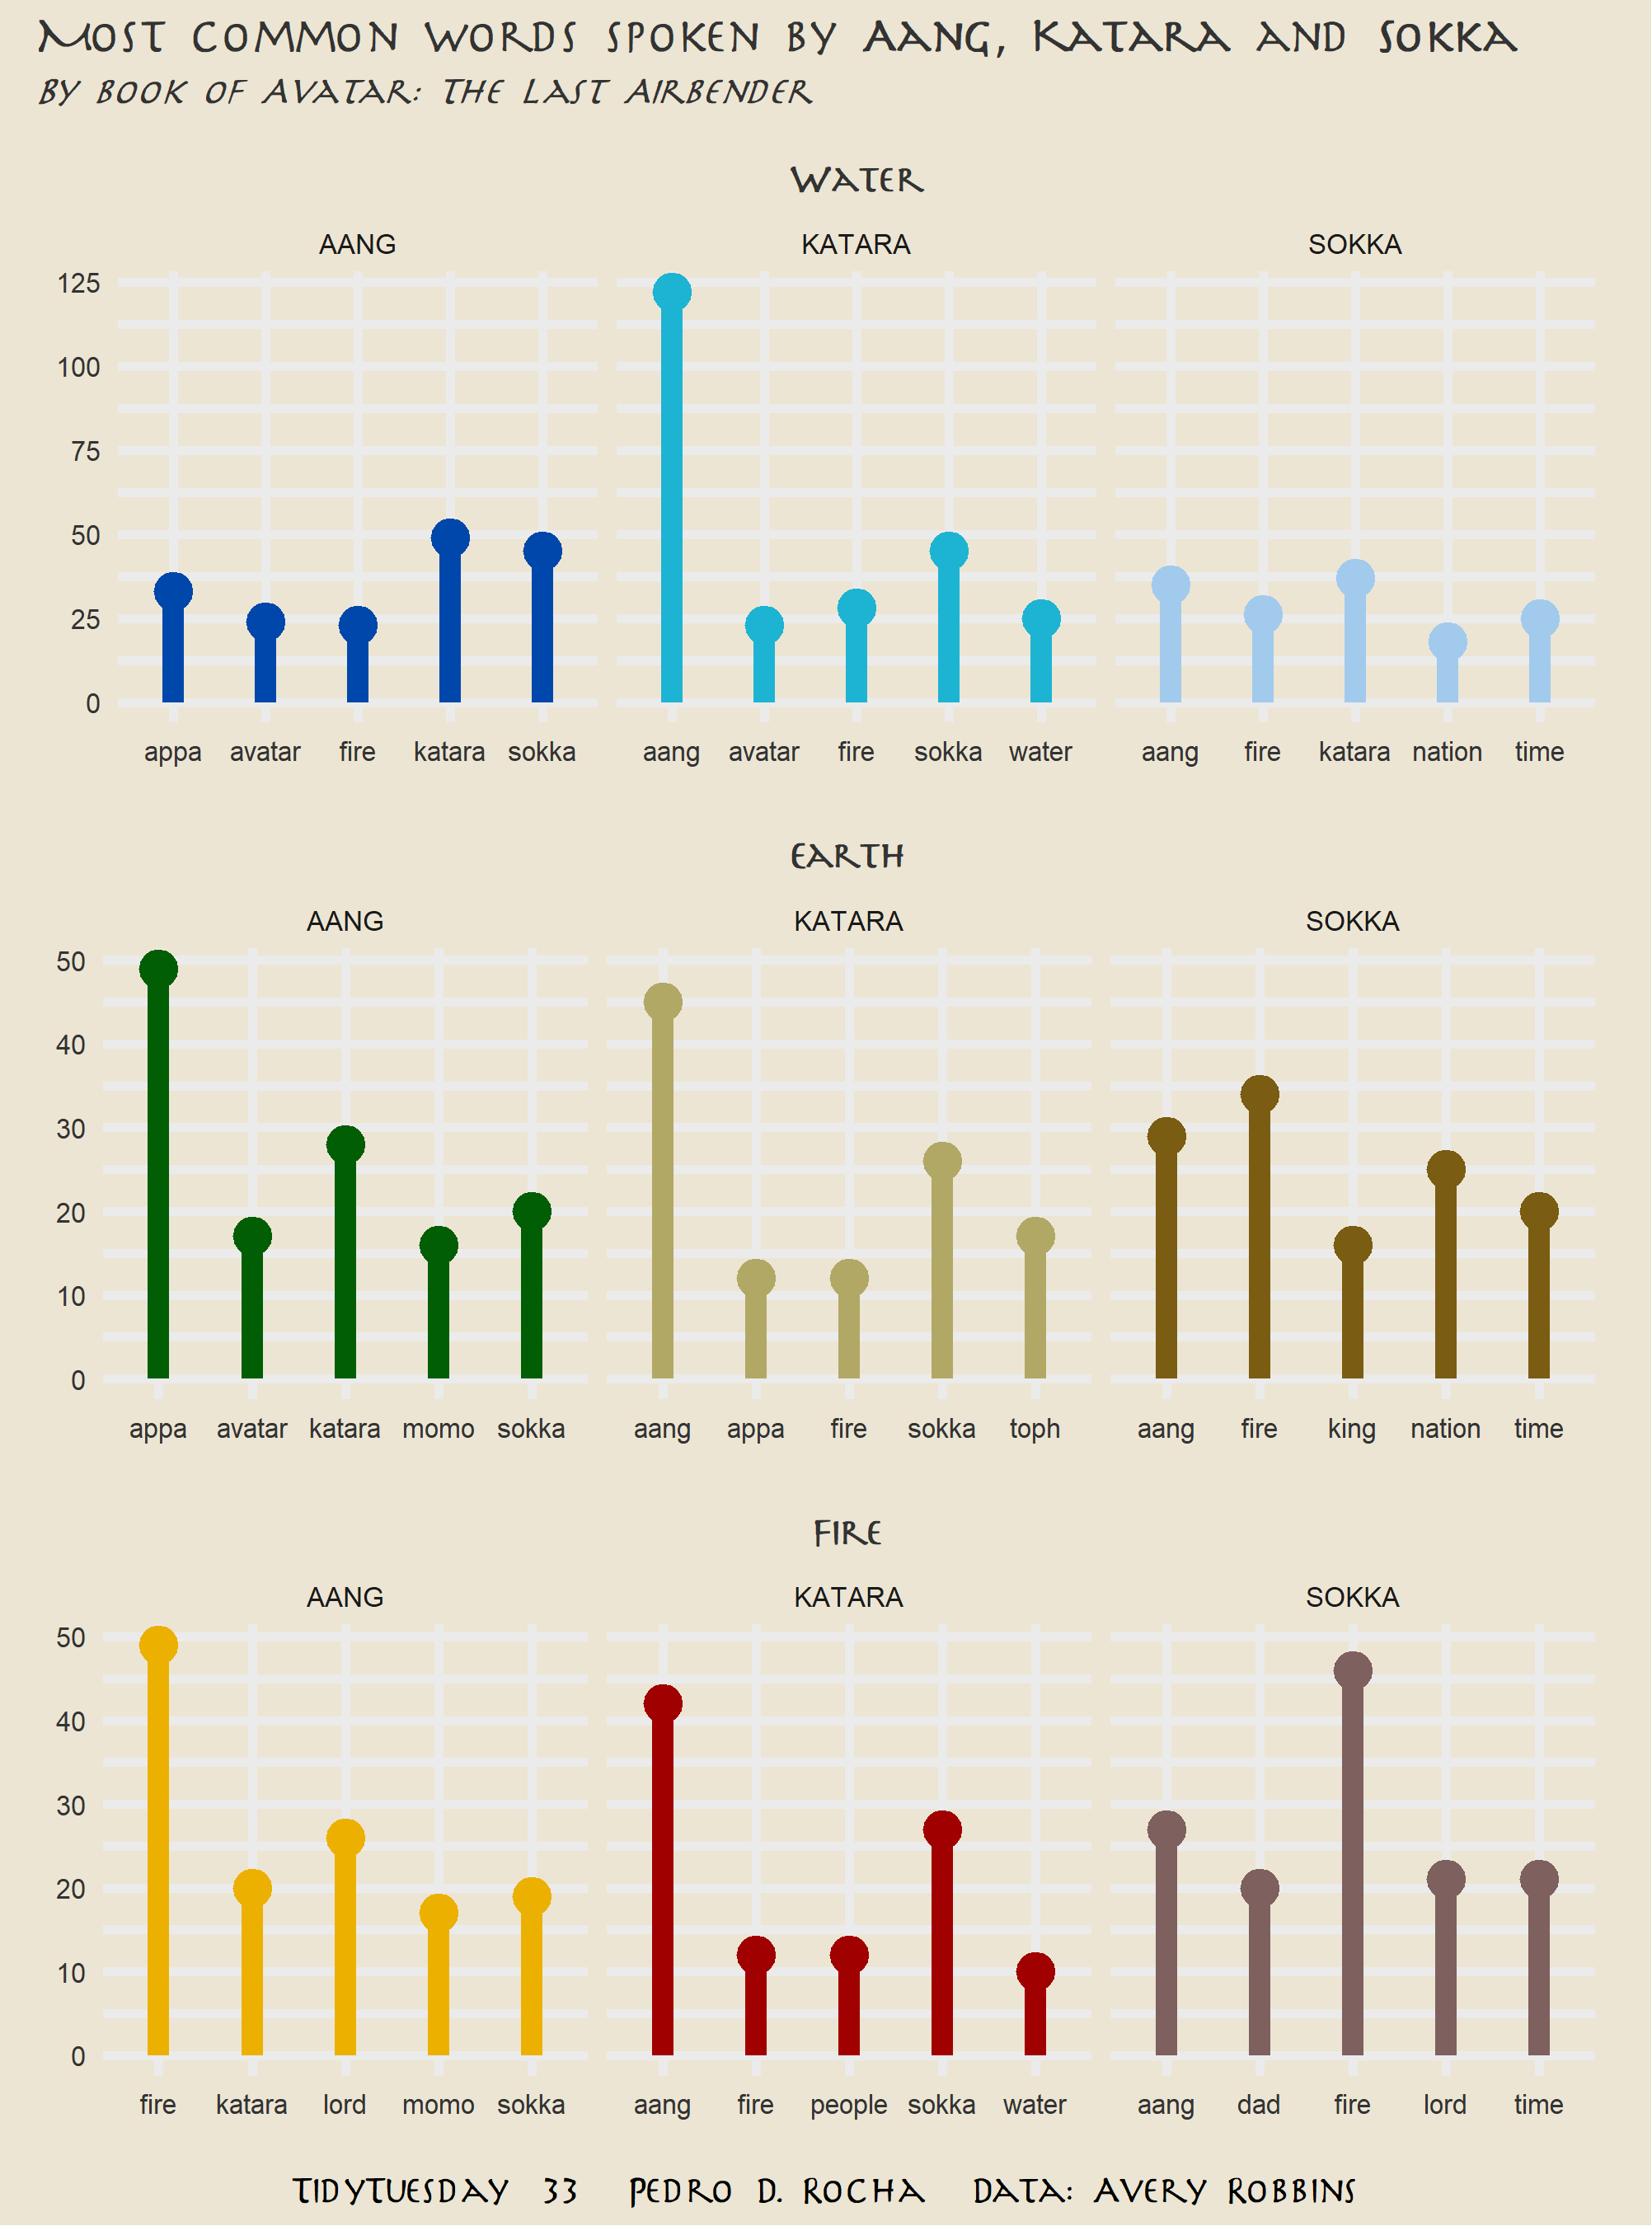 Most common words spoken by Aang, Katara and Sokka
By book of Avatar: The Last Airbender
Water
AANG KATARA SOKKA
125
100
75
50
25
0
appa avatar fire katara sokka aang avatar fire sokka water aang fire katara nation time
Earth
AANG KATARA SOKKA
50
40
30
20
10
0
appa avatar katara momo sokka aang appa fire sokka toph aang fire king nation time
Fire
AANG KATARA SOKKA
50
40
30
20
10
0
fire katara lord momo sokka aang fire people sokka water aang dad fire lord time
TidyTuesday 33 Pedro D. Rocha Data: Avery Robbins